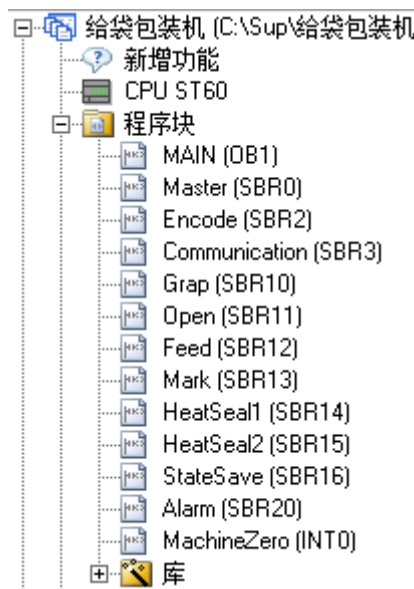 给袋包装机 (C:\Sup\给袋包装机
新增功能
CPU ST60
程序块
MAIN (OB1)
Master (SBR0)
Encode (SBR2)
Communication (SBR3)
Grap (SBR10)
Open (SBR11)
Feed (SBR12)
Mark (SBR13)
HeatSeal1 (SBR14)
HeatSeal2 (SBR15)
StateSave (SBR16)
Alarm (SBR20)
MachineZero (INT0)
库